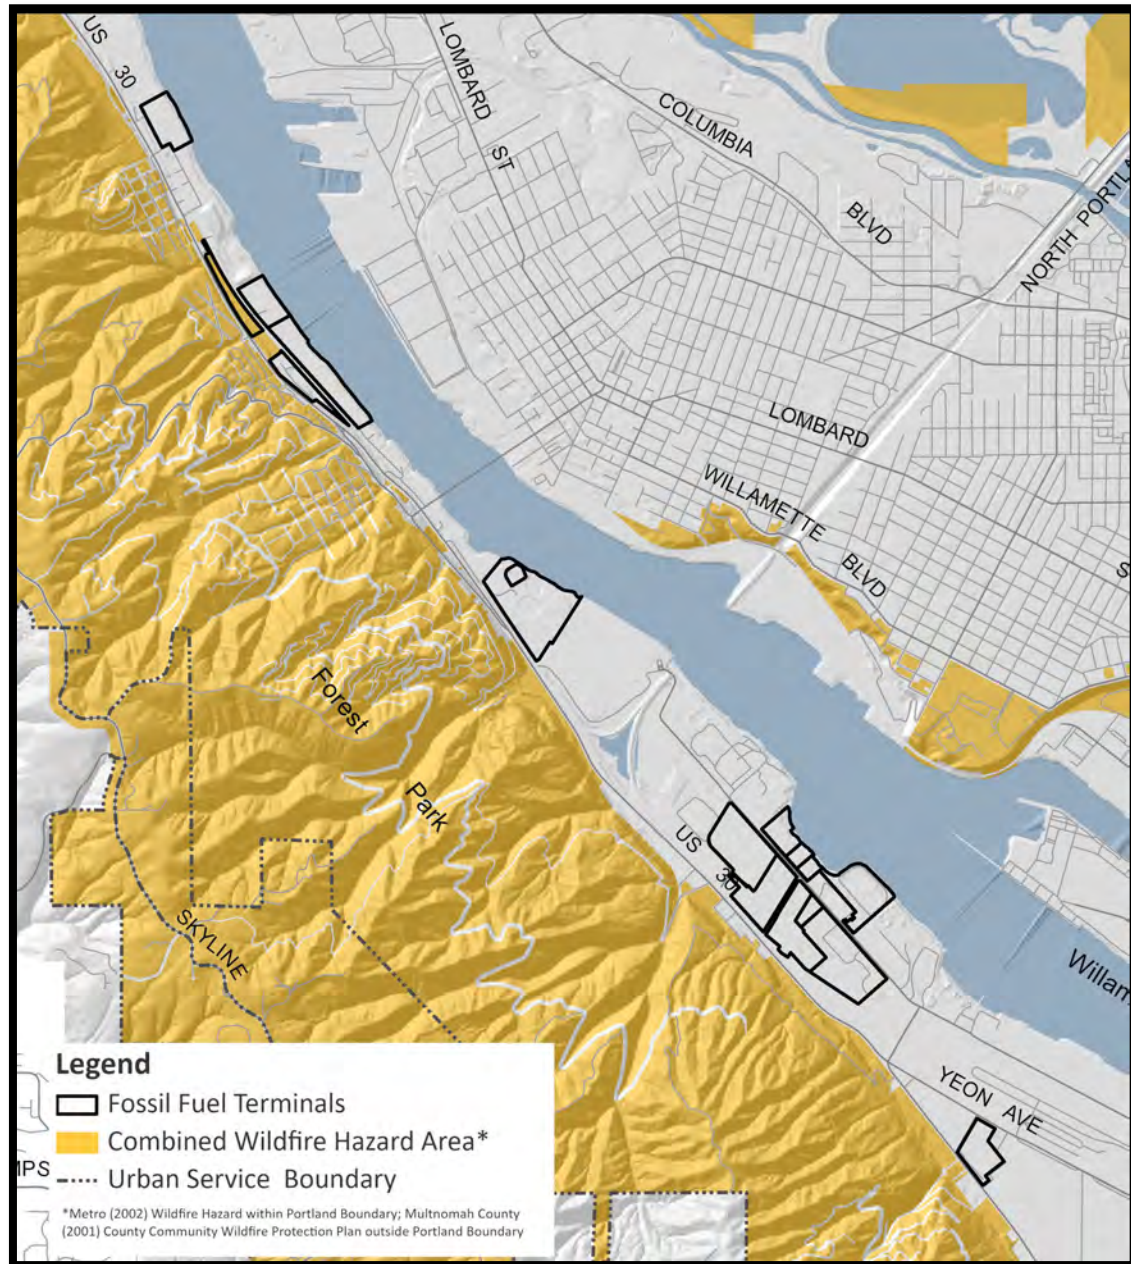 US
30
LOMBARD
ST
COLUMBIA
BLVD
NORTH PORTLA
LOMBARD
WILLAMETTE
BLVD
S
Forest
Park
US
30
SKYLINE
Willam
YEON AVE
MPS
Legend
Fossil Fuel Terminals
Combined Wildfire Hazard Area*
Urban Service Boundary
*Metro (2002) Wildfire Hazard within Portland Boundary; Multnomah County
(2001) County Community Wildfire Protection Plan outside Portland Boundary